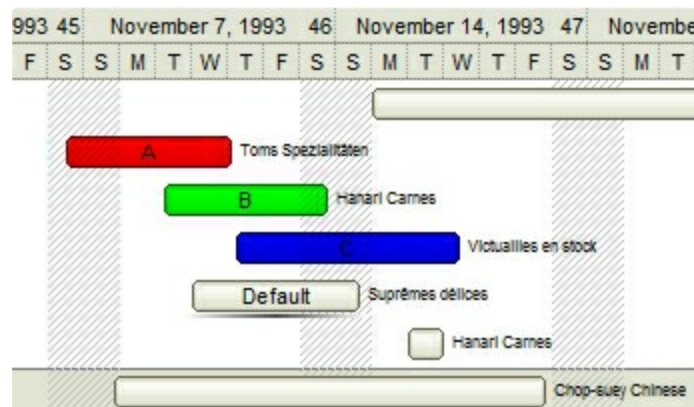 993 45 November 7, 1993 46 November 14, 1993 47 Novembe
F S S M T W T F S S M T W T F S S M T
A Toms Spezialitäten
B Hanari Carnes
C Victuailles en stock
Default Suprêmes délices
Hanari Carnes
Chop-suey Chinese